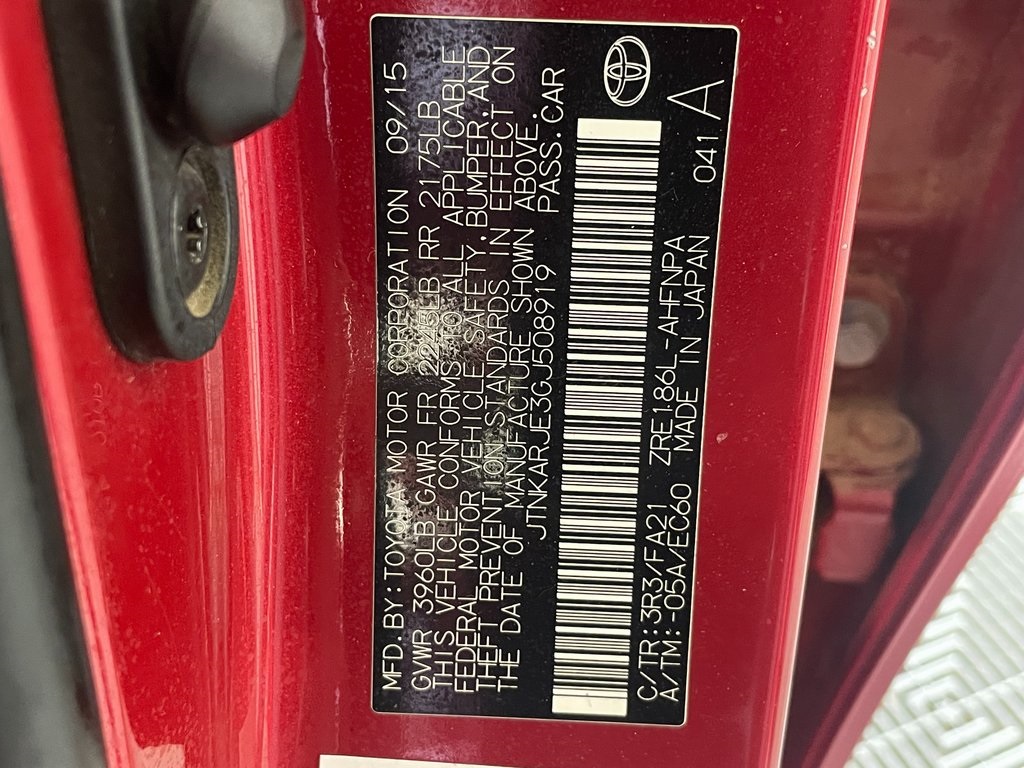 MFD.BY:TOYOTA MOTOR CORPORATION 09/15
GVWR 3960LB GAWR FR 2245LB RR 2175LB
THIS VEHICLE CONFORMS TO ALL APPLICABLE
FEDERAL MOTOR VEHICLE SAFETY, BUMPER, AND
THEFT PREVENTION STANDARDS IN EFFECT ON
THE DATE OF MANUFACTURE SHOWN ABOVE.
JTNKARJE3GJ508919 PASS.CAR
C/TR:3R3/FA21 ZRE186L-AHFNPA 041
A/TM:-05A/EC60 MADE IN JAPAN A